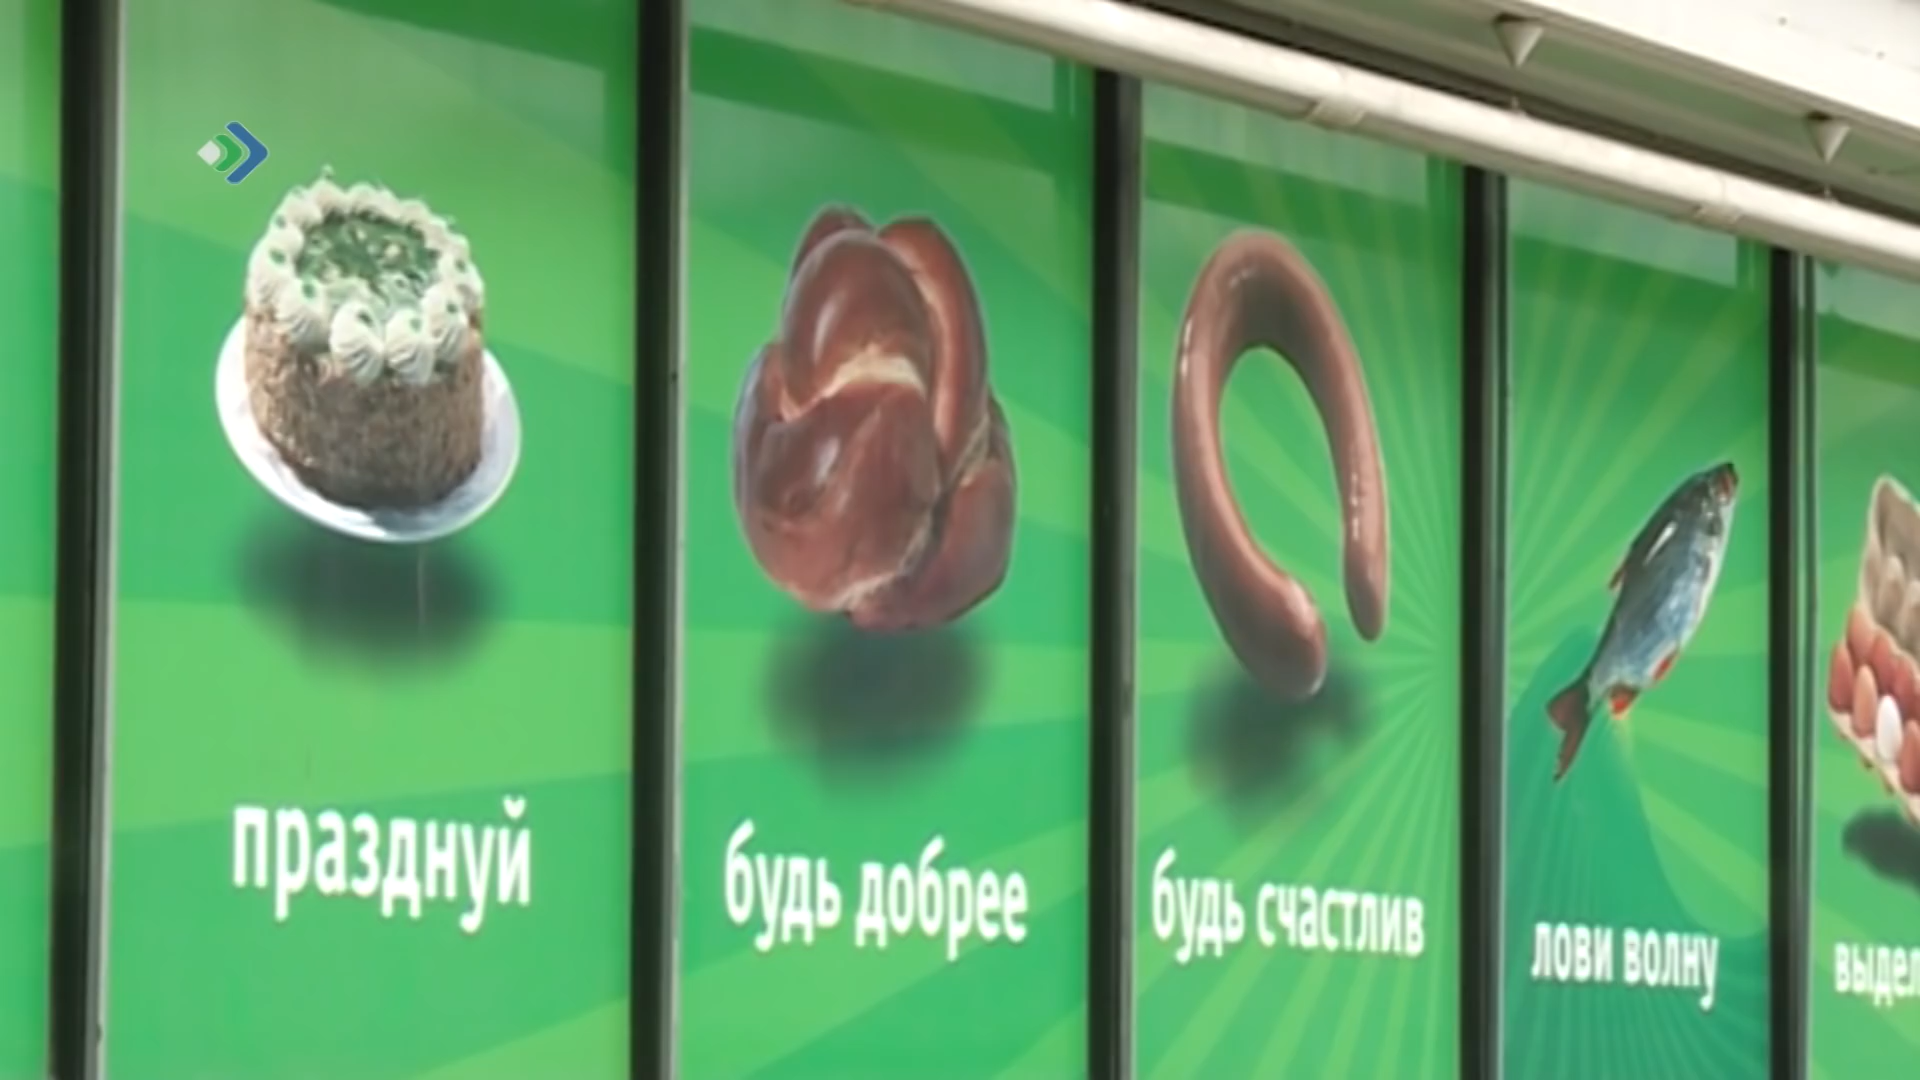 празднуй
будь добрее
будь счастлив
лови волну